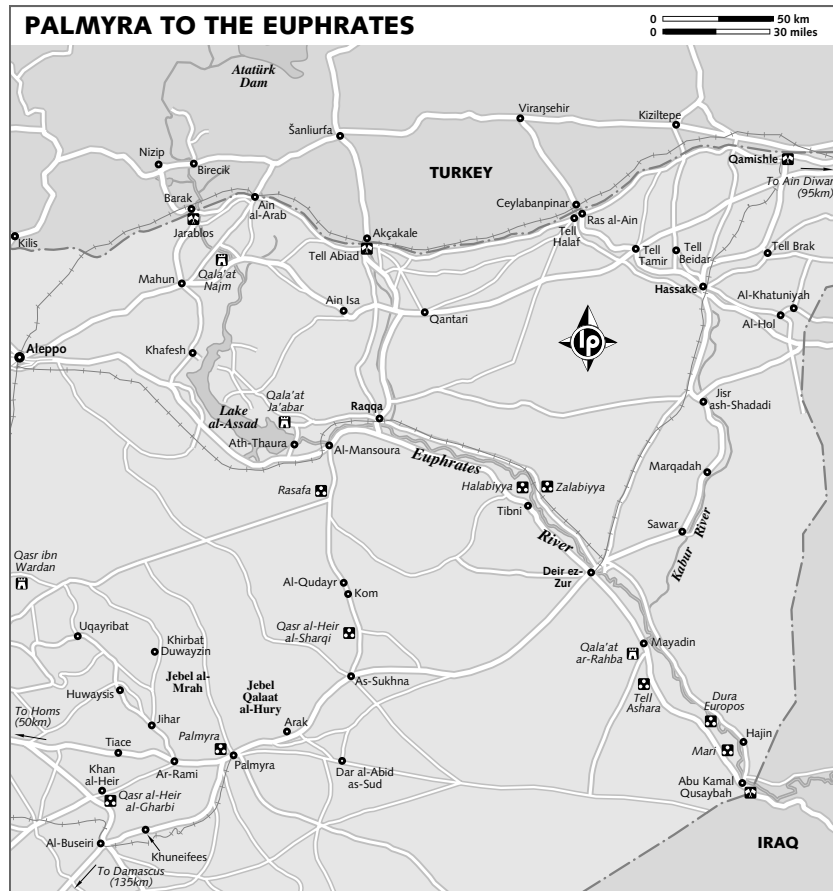 PALMYRA TO THE EUPHRATES
0 50 km
0 30 miles
Atatürk
Dam
Viranşehir
Kiziltepe
Şanliurfa
Nizip
Birecik
TURKEY
Qamishle
To Ain Diwar
(95km)
Barak
Ain
al-Arab
Ceylabanpinar
Ras al-Ain
Jarablos
Tell
Halaf
Kilis
Akçakale
Tell Abiad
Tell
Tamir
Tell
Beidar
Tell Brak
Qala'at
Najm
Mahun
Hassake
Al-Khatuniyah
Al-Hol
Ain Isa
Qantari
lp
Aleppo
Khafesh
Qala'at
Ja'abar
Raqqa
Jisr
ash-Shadadi
Lake
al-Assad
Ath-Thaura
Al-Mansoura
Euphrates
River
Marqadah
Rasafa
Halabiyya
Zalabiyya
Tibni
Sawar
Kabur River
Qasr ibn
Wardan
Deir ez-
Zur
Al-Qudayr
Kom
Uqayribat
Khirbat
Duwayzin
Qasr al-Heir
al-Sharqi
Qala'at
ar-Rahba
Mayadin
Jebel al-
Mrah
Jebel
Qalaat
al-Hury
As-Sukhna
Huwaysis
Tell
Ashara
Dura
Europos
To Homs
(50km)
Jihar
Arak
Hajin
Tiace
Palmyra
Mari
Ar-Rami
Palmyra
Dar al-Abid
as-Sud
Khan
al-Heir
Qasr al-Heir
al-Gharbi
Abu Kamal
Qusaybah
Al-Buseiri
Khuneifees
IRAQ
To Damascus
(135km)